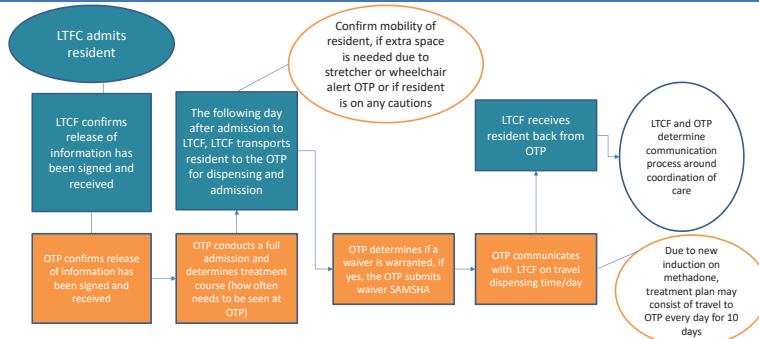 LTFC admits
resident
Confirm mobility of
resident, if extra space
is needed due to
stretcher or wheelchair
alert OTP or if resident
is on any cautions
LTCF confirms
release of
information has
been signed and
received
The following day
after admission to
LTCF, LTCF transports
resident to the OTP
for dispensing and
admission
LTCF receives
resident back from
OTP
LTCF and OTP
determine
communication
process around
coordination of
care
OTP confirms release
of information has
been signed and
received
OTP conducts a full
admission and
determines treatment
course (how often
needs to be seen at
OTP)
OTP determines if a
waiver is warranted, if
yes, the OTP submits
waiver SAMSHA
OTP communicates
with LTCF on travel
dispensing time/day
Due to new
induction on
methadone,
treatment plan may
consist of travel to
OTP every day for 10
days